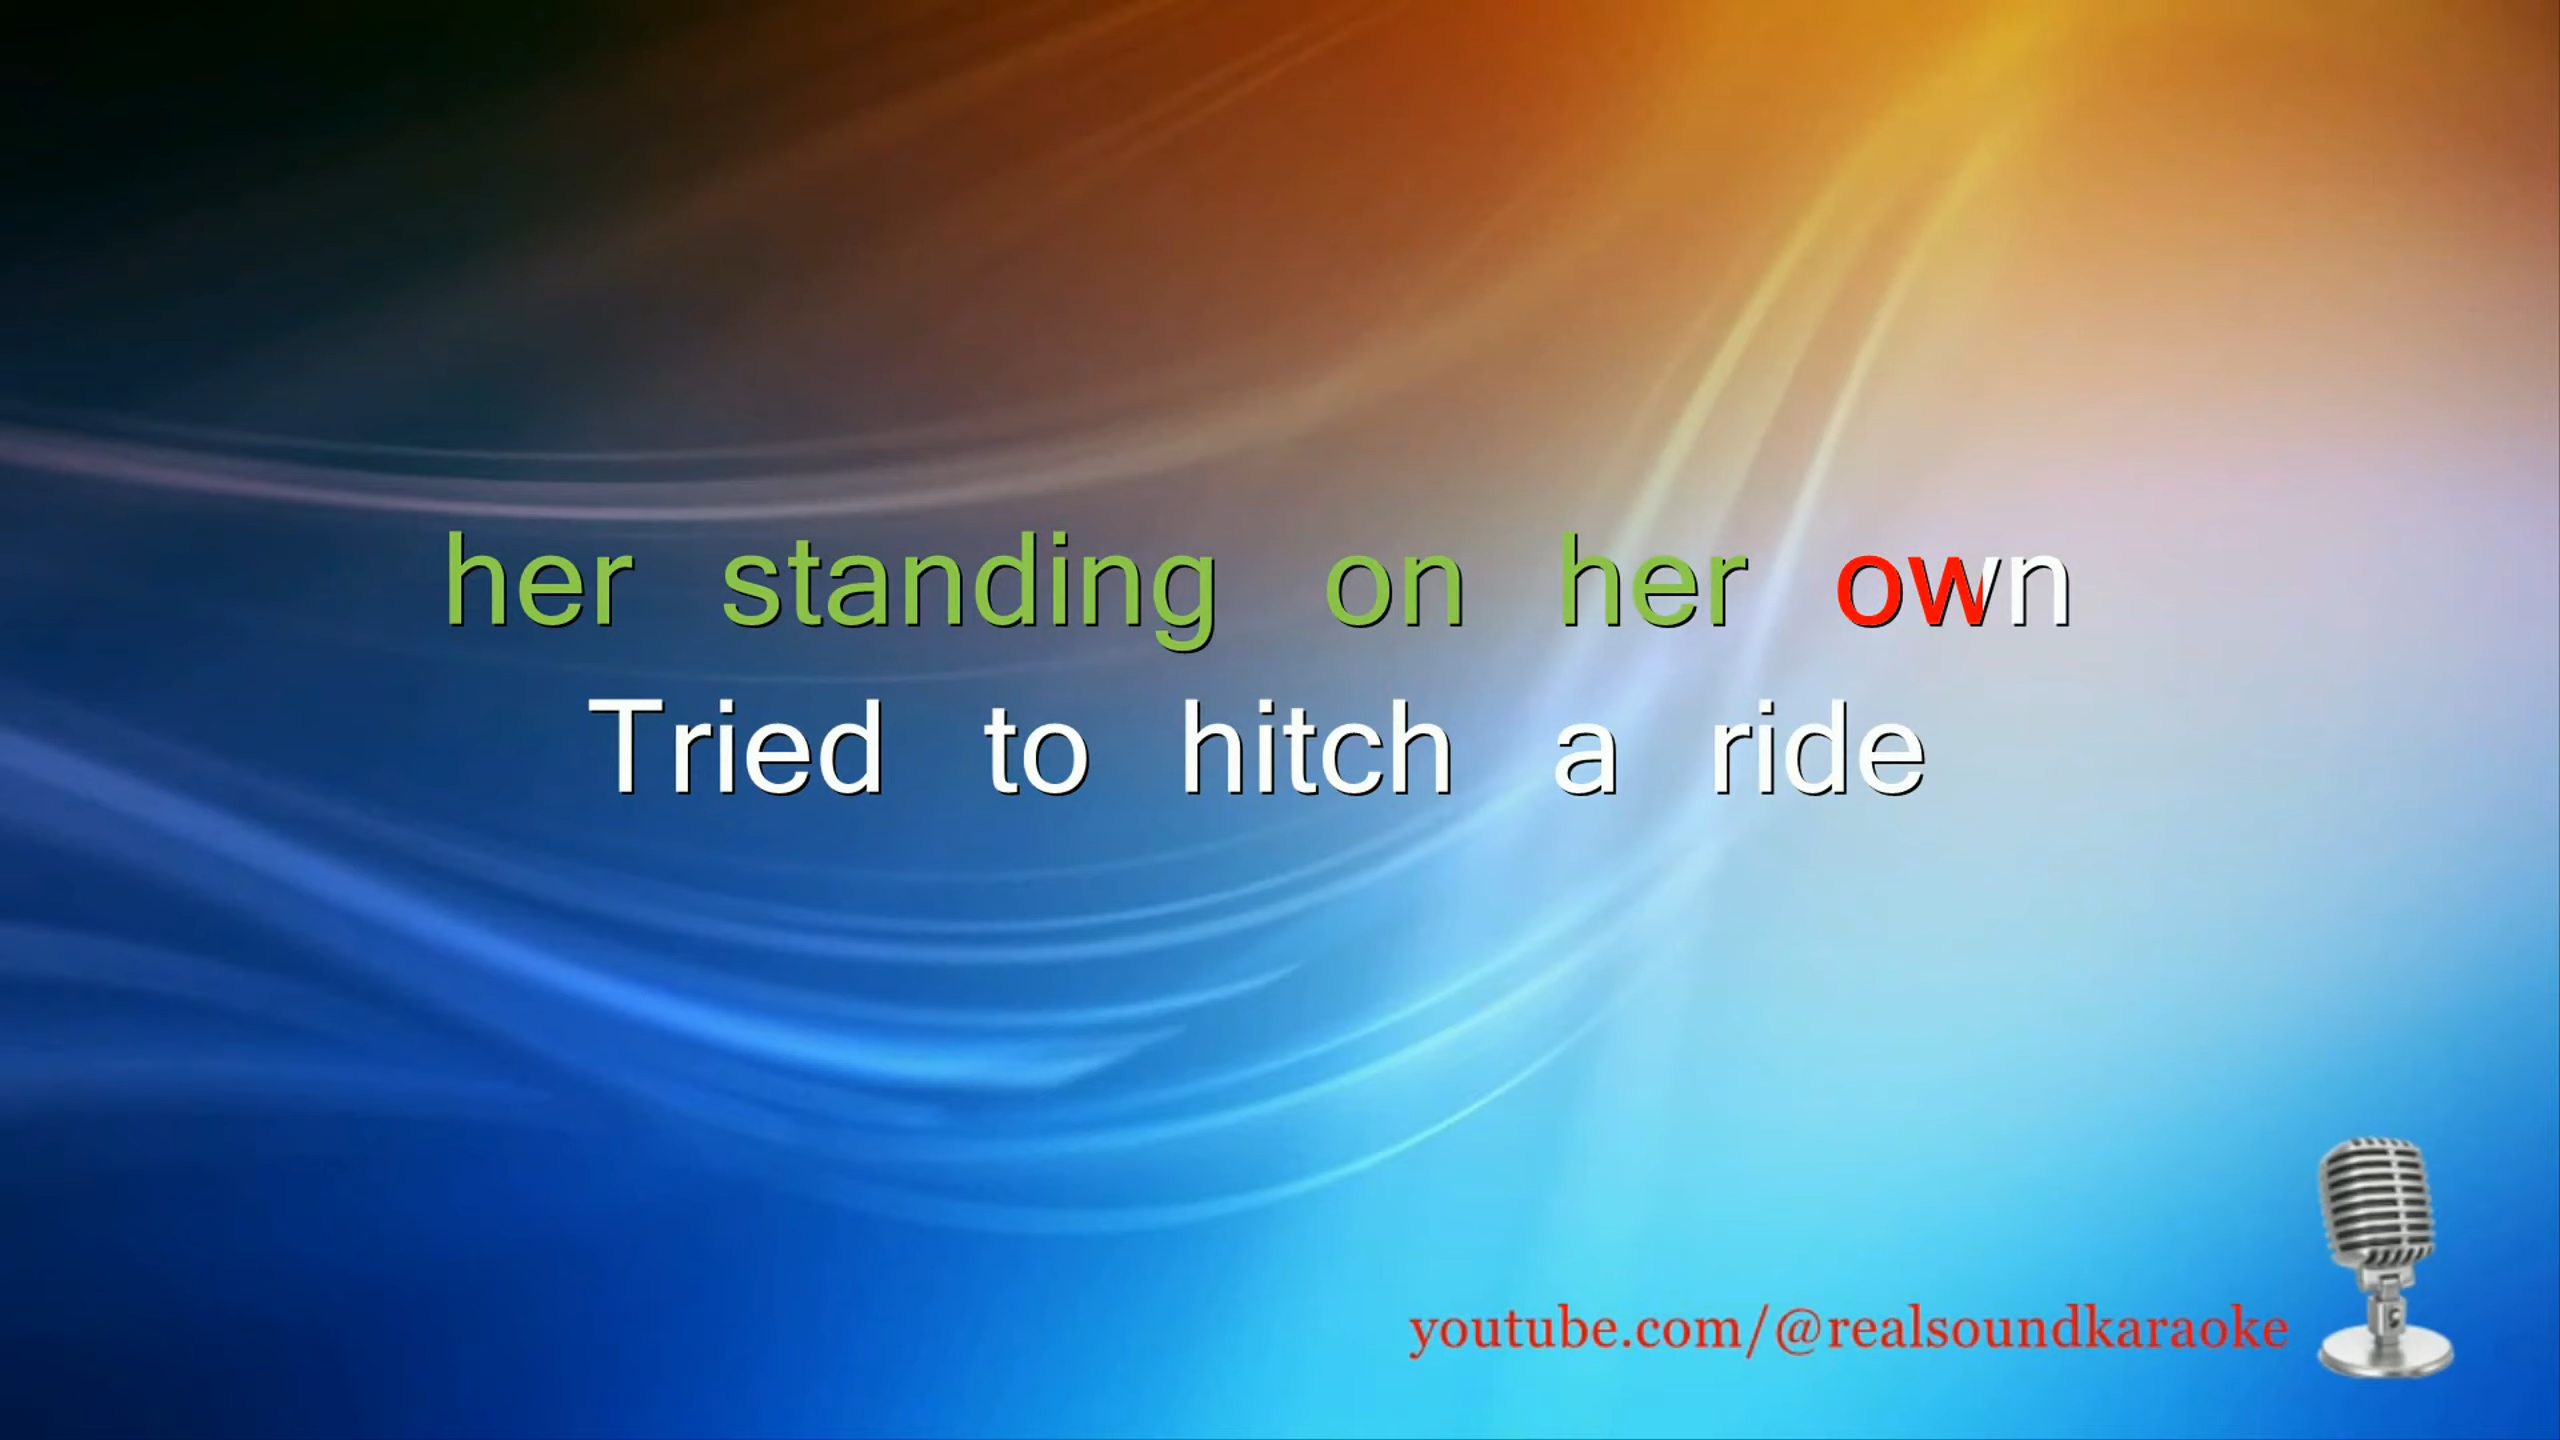 her standing on her own
Tried to hitch a ride
youtube.com/@realsoundkaraoke